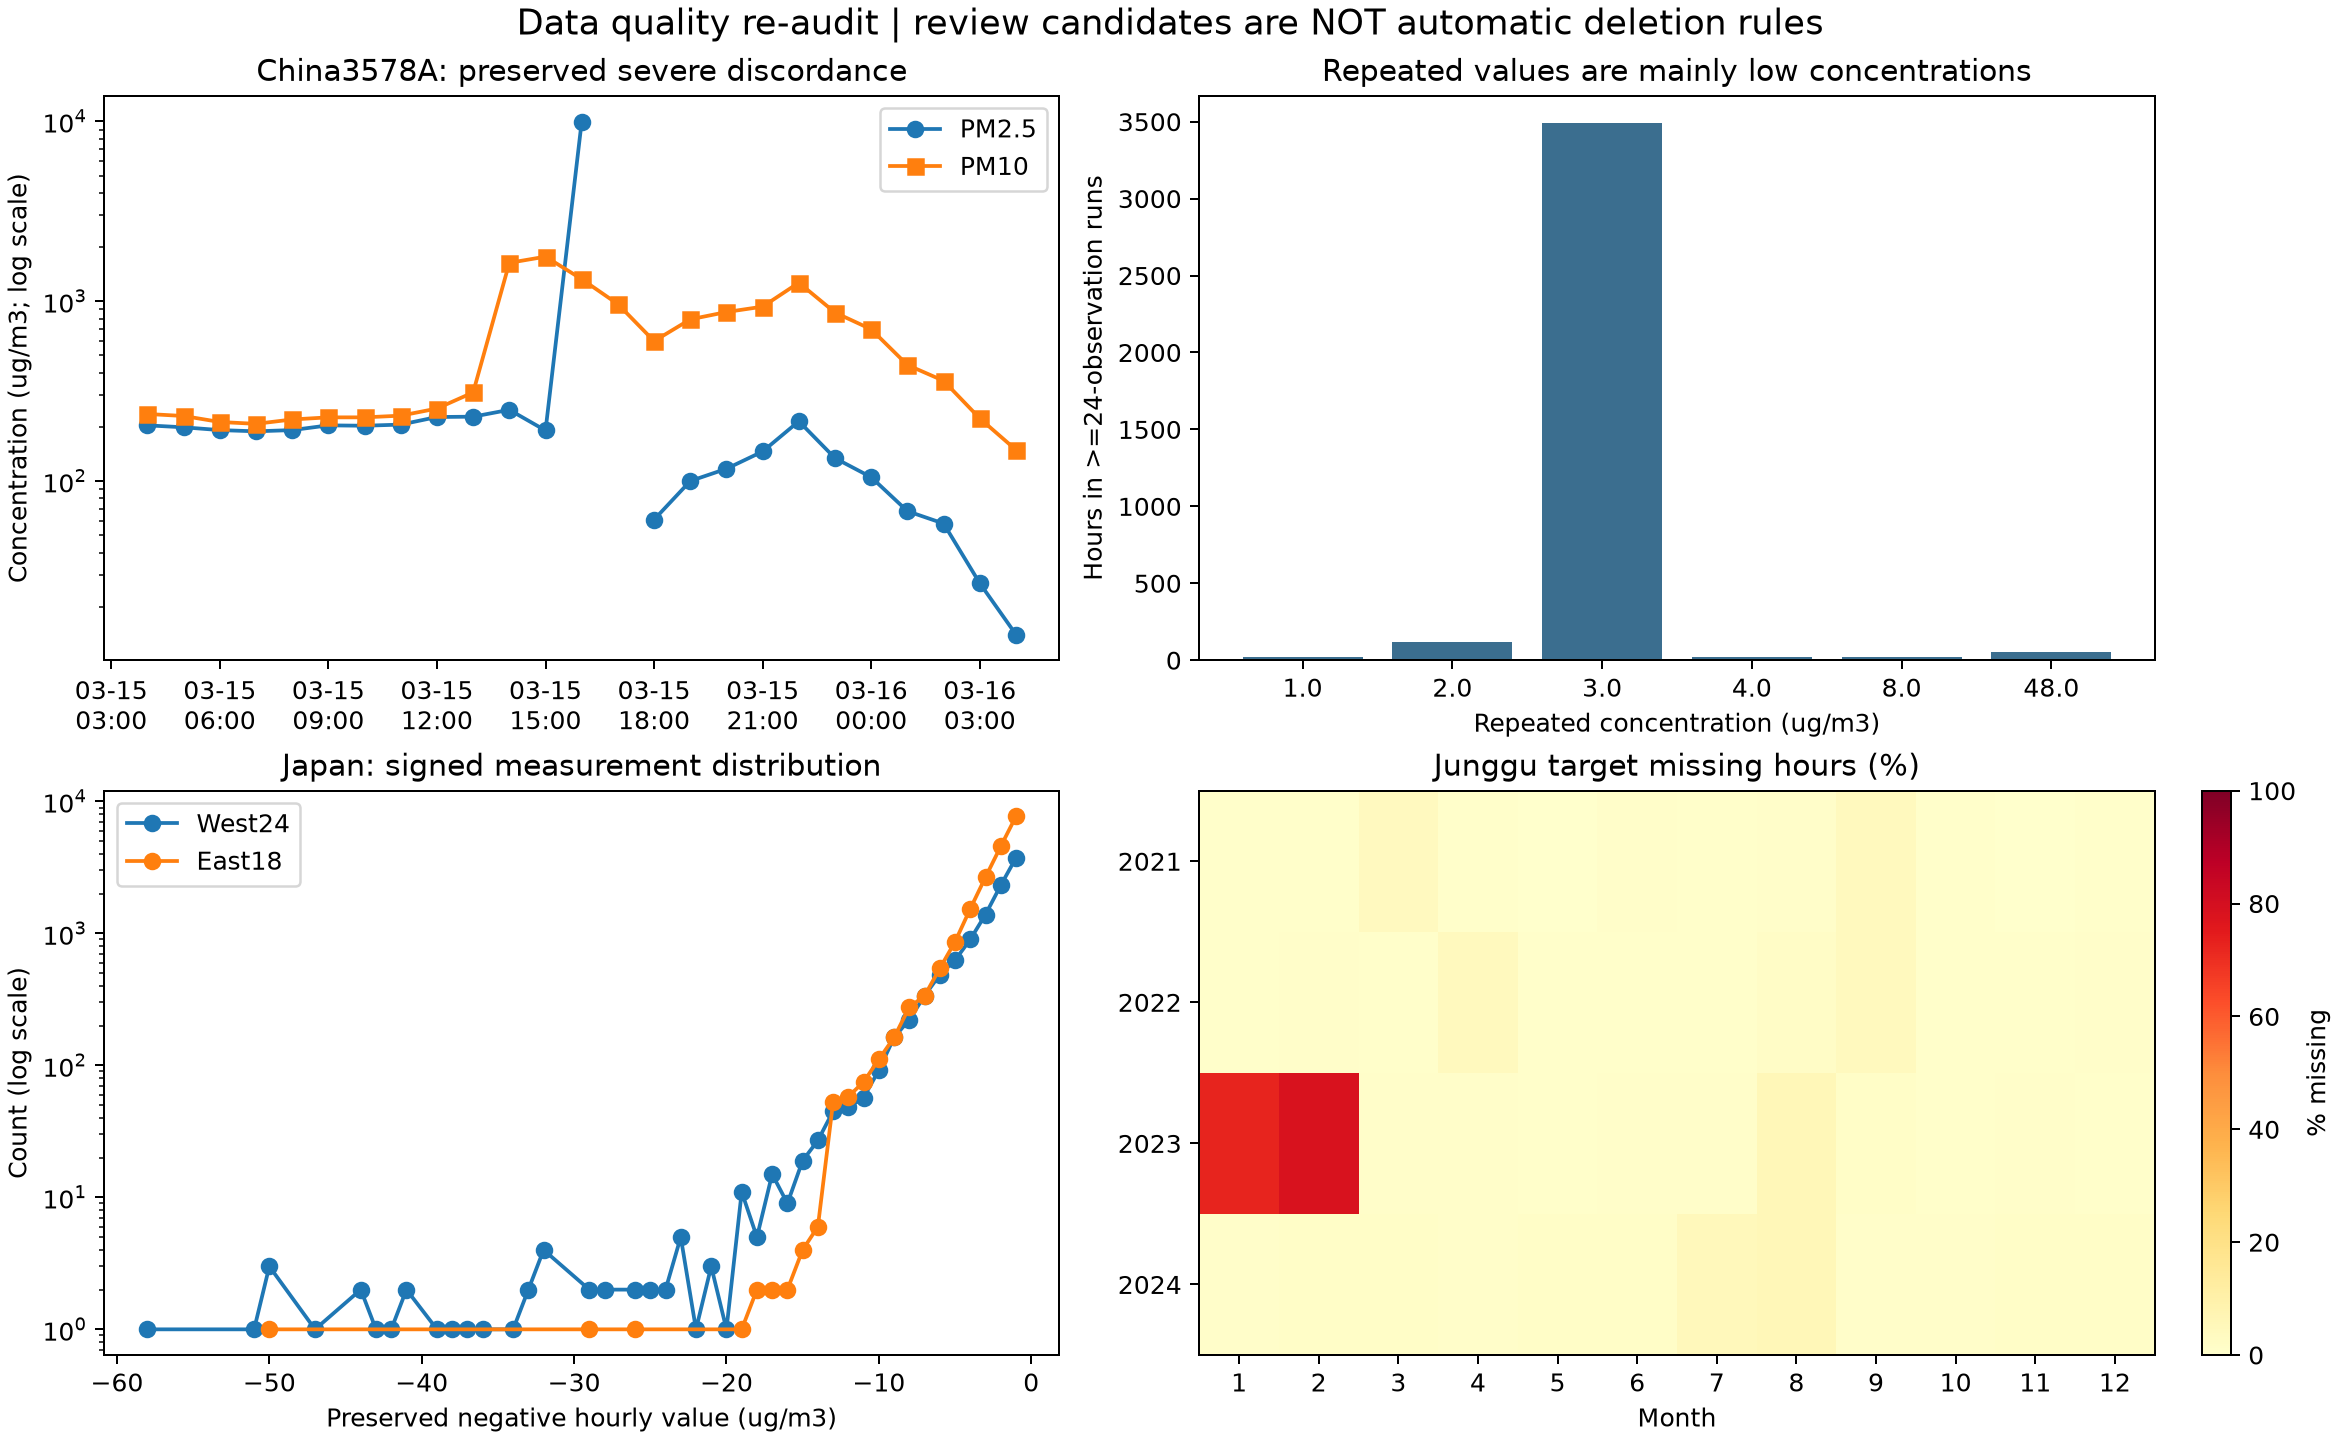 Data quality re-audit | review candidates are NOT automatic deletion rules
China3578A: preserved severe discordance
Concentration (ug/m3; log scale)
10^4
10^3
10^2
PM2.5
PM10
03-15 03-15 03-15 03-15 03-15 03-15 03-15 03-16 03-16
03:00 06:00 09:00 12:00 15:00 18:00 21:00 00:00 03:00
Repeated values are mainly low concentrations
Hours in >=24-observation runs
3500
3000
2500
2000
1500
1000
500
0
1.0 2.0 3.0 4.0 8.0 48.0
Repeated concentration (ug/m3)
Japan: signed measurement distribution
Count (log scale)
10^4
10^3
10^2
10^1
10^0
West24
East18
−60 −50 −40 −30 −20 −10 0
Preserved negative hourly value (ug/m3)
Junggu target missing hours (%)
2021
2022
2023
2024
1 2 3 4 5 6 7 8 9 10 11 12
Month
100
80
60
40
20
0
% missing